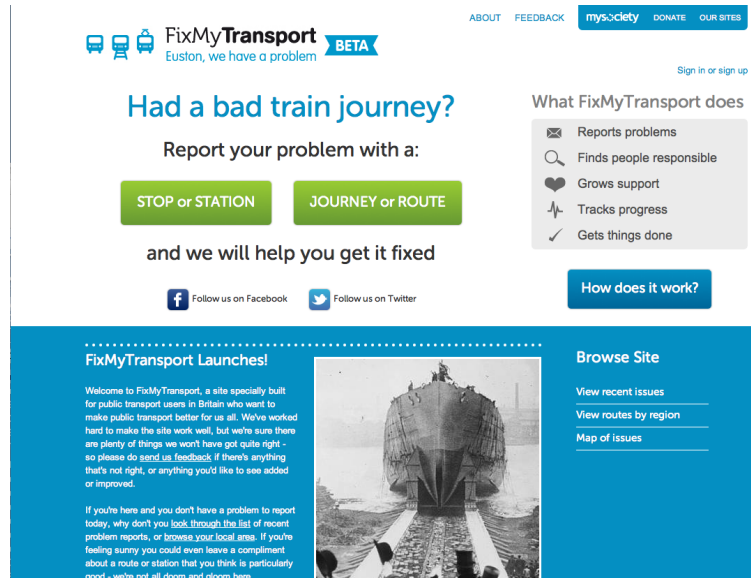 ABOUT FEEDBACK mysociety DONATE OUR SITES
FixMyTransport
Euston, we have a problem
BETA
Sign in or sign up
Had a bad train journey?
Report your problem with a:
STOP or STATION JOURNEY or ROUTE
and we will help you get it fixed
Follow us on Facebook Follow us on Twitter
What FixMyTransport does
Reports problems
Finds people responsible
Grows support
Tracks progress
Gets things done
How does it work?
FixMyTransport Launches!
Welcome to FixMyTransport, a site specially built
for public transport users in Britain who want to
make public transport better for us all. We've worked
hard to make the site work well, but we're sure there
are plenty of things we won't have got quite right -
so please do send us feedback if there's anything
that's not right, or anything you'd like to see added
or improved.
If you're here and you don't have a problem to report
today, why don't you look through the list of recent
problem reports, or browse your local area. If you're
feeling sunny you could even leave a compliment
about a route or station that you think is particularly
good - we're not all doom and gloom here.
Browse Site
View recent issues
View routes by region
Map of issues